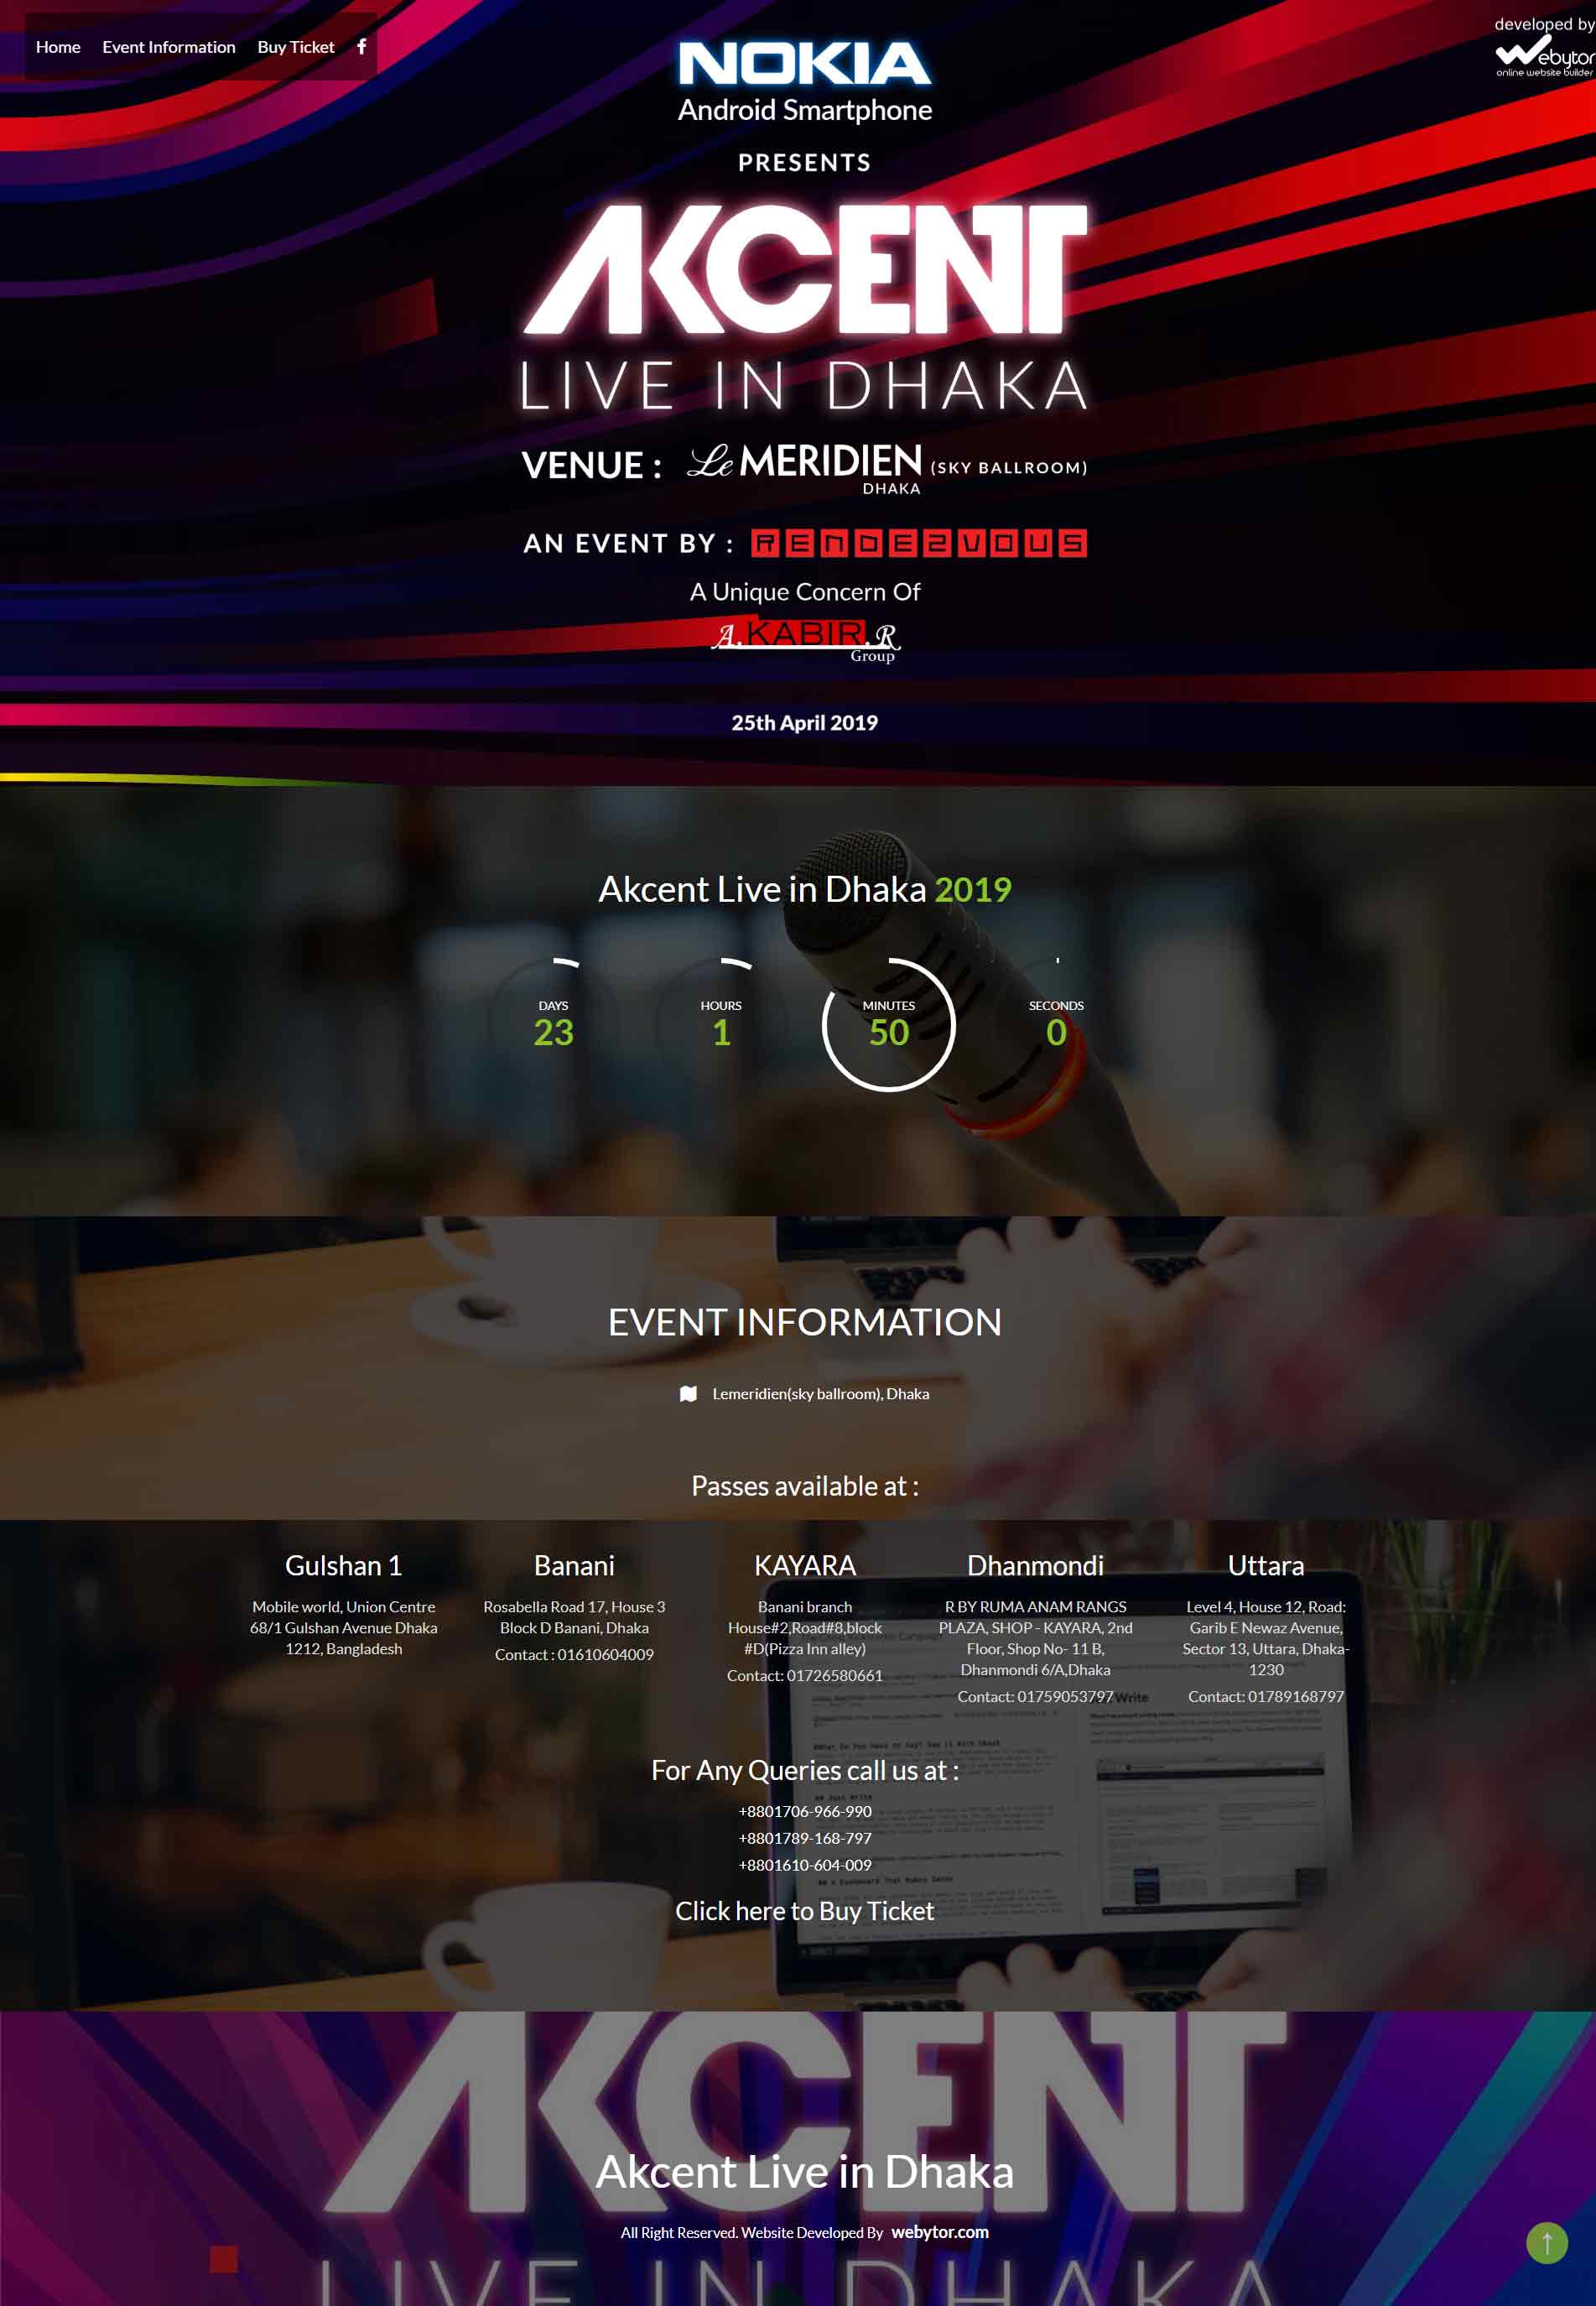 Home Event Information Buy Ticket
developed by
Webytor
online website builder
NOKIA
Android Smartphone
PRESENTS
AKCENT
LIVE IN DHAKA
VENUE : Le MERIDIEN (SKY BALLROOM)
DHAKA
AN EVENT BY : RENDEZVOUS
A Unique Concern Of
A.KABIR.R
Group
25th April 2019
Akcent Live in Dhaka 2019
DAYS
23
HOURS
1
MINUTES
50
SECONDS
0
EVENT INFORMATION
Lemeridien(sky ballroom), Dhaka
Passes available at :
Gulshan 1
Mobile world, Union Centre
68/1 Gulshan Avenue Dhaka
1212, Bangladesh
Banani
Rosabella Road 17, House 3
Block D Banani, Dhaka
Contact : 01610604009
KAYARA
Banani branch
House#2,Road#8,block
#D(Pizza Inn alley)
Contact: 01726580661
Dhanmondi
R BY RUMA ANAM RANGS
PLAZA, SHOP - KAYARA, 2nd
Floor, Shop No- 11 B,
Dhanmondi 6/A,Dhaka
Contact: 01759053797
Uttara
Level 4, House 12, Road:
Garib E Newaz Avenue,
Sector 13, Uttara, Dhaka-
1230
Contact: 01789168797
Write
## Just Write
For Any Queries call us at :
+8801706-966-990
+8801789-168-797
+8801610-604-009
Click here to Buy Ticket
AKCENT
Akcent Live in Dhaka
All Right Reserved. Website Developed By webytor.com
LIVE IN DHAKA